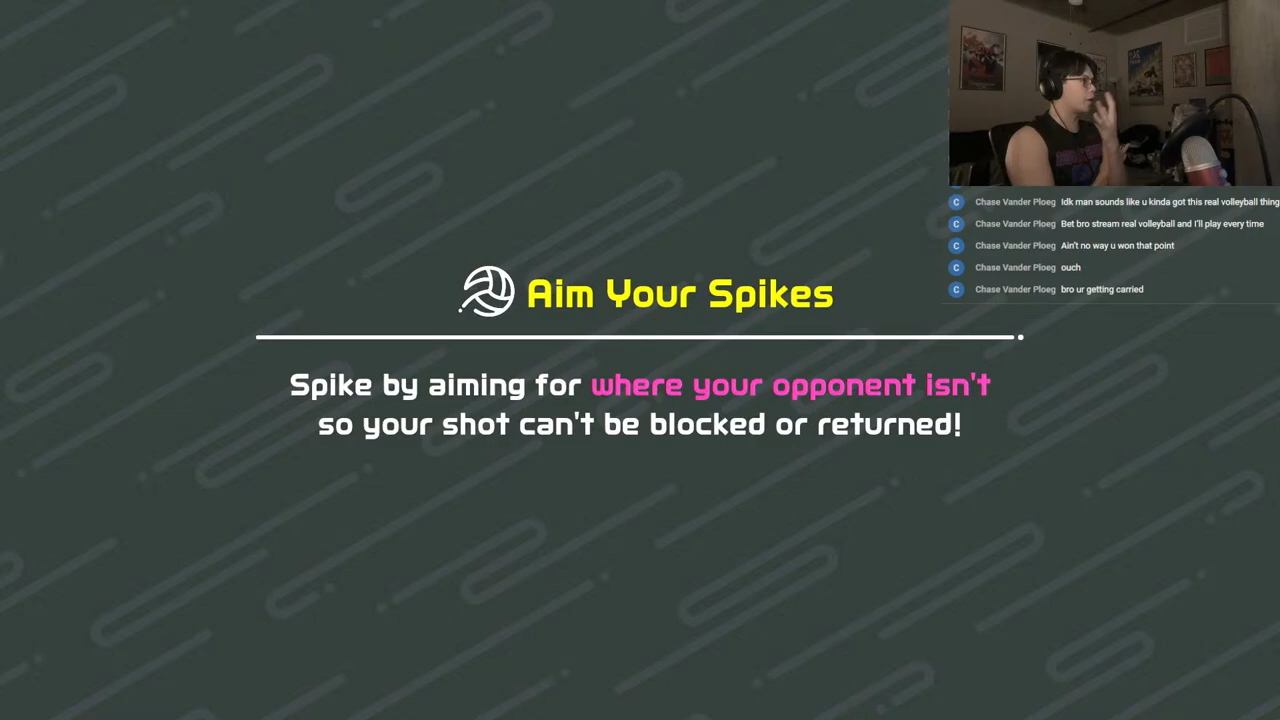 Chase Vander Ploeg Idk man sounds like u kinda got this real volleyball thing
C Chase Vander Ploeg Bet bro stream real volleyball and I'll play every time
C Chase Vander Ploeg Ain't no way u won that point
C Chase Vander Ploeg ouch
C Chase Vander Ploeg bro ur getting carried
Aim Your Spikes
Spike by aiming for where your opponent isn't
so your shot can't be blocked or returned!